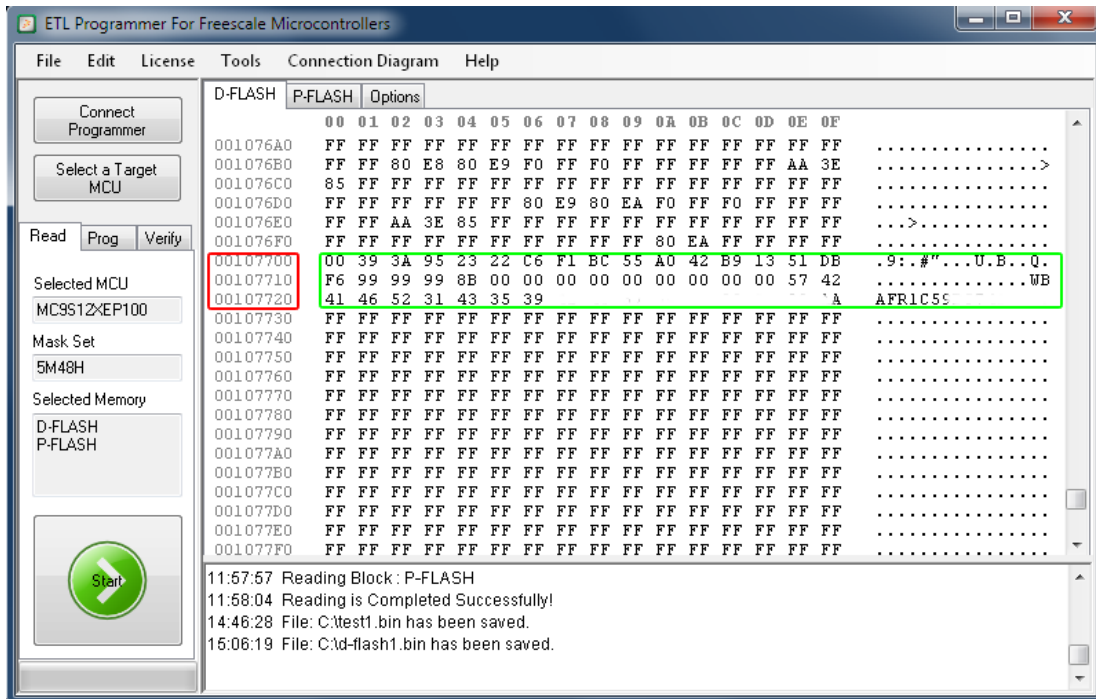 ETL Programmer For Freescale Microcontrollers
File Edit License Tools Connection Diagram Help
Connect
Programmer
Select a Target
MCU
Read Prog Verify
Selected MCU
MC9S12XEP100
Mask Set
5M48H
Selected Memory
D-FLASH
P-FLASH
Start
D-FLASH P-FLASH Options
00 01 02 03 04 05 06 07 08 09 0A 0B 0C 0D 0E 0F
001076A0 FF FF FF FF FF FF FF FF FF FF FF FF FF FF FF FF ................
001076B0 FF FF 80 E8 80 E9 F0 FF F0 FF FF FF FF FF AA 3E ...............>
001076C0 85 FF FF FF FF FF FF FF FF FF FF FF FF FF FF FF ................
001076D0 FF FF FF FF FF FF 80 E9 80 EA F0 FF F0 FF FF FF ................
001076E0 FF FF AA 3E 85 FF FF FF FF FF FF FF FF FF FF FF ...>............
001076F0 FF FF FF FF FF FF FF FF FF FF 80 EA FF FF FF FF ................
00107700 00 39 3A 95 23 22 C6 F1 BC 55 A0 42 B9 13 51 DB .9:.#"...U.B..Q.
00107710 F6 99 99 99 8B 00 00 00 00 00 00 00 00 00 57 42 ..............WB
00107720 41 46 52 31 43 35 39 AFR1C59
00107730 FF FF FF FF FF FF FF FF FF FF FF FF FF FF FF FF ................
00107740 FF FF FF FF FF FF FF FF FF FF FF FF FF FF FF FF ................
00107750 FF FF FF FF FF FF FF FF FF FF FF FF FF FF FF FF ................
00107760 FF FF FF FF FF FF FF FF FF FF FF FF FF FF FF FF ................
00107770 FF FF FF FF FF FF FF FF FF FF FF FF FF FF FF FF ................
00107780 FF FF FF FF FF FF FF FF FF FF FF FF FF FF FF FF ................
00107790 FF FF FF FF FF FF FF FF FF FF FF FF FF FF FF FF ................
001077A0 FF FF FF FF FF FF FF FF FF FF FF FF FF FF FF FF ................
001077B0 FF FF FF FF FF FF FF FF FF FF FF FF FF FF FF FF ................
001077C0 FF FF FF FF FF FF FF FF FF FF FF FF FF FF FF FF ................
001077D0 FF FF FF FF FF FF FF FF FF FF FF FF FF FF FF FF ................
001077E0 FF FF FF FF FF FF FF FF FF FF FF FF FF FF FF FF ................
001077F0 FF FF FF FF FF FF FF FF FF FF FF FF FF FF FF FF ................
11:57:57 Reading Block : P-FLASH
11:58:04 Reading is Completed Successfully!
14:46:28 File: C:\test1.bin has been saved.
15:06:19 File: C:\d-flash1.bin has been saved.